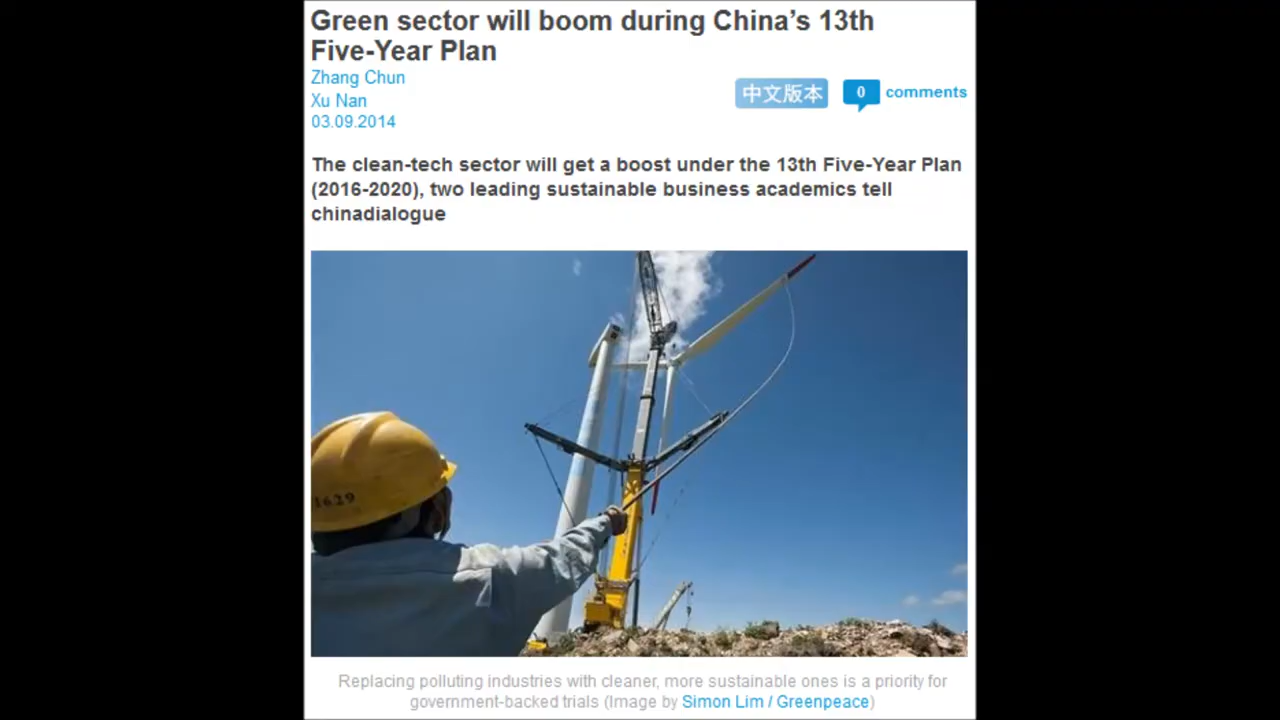 Green sector will boom during China’s 13th
Five-Year Plan
Zhang Chun
Xu Nan
03.09.2014
中文版本
0 comments
The clean-tech sector will get a boost under the 13th Five-Year Plan
(2016-2020), two leading sustainable business academics tell
chinadialogue
1629
Replacing polluting industries with cleaner, more sustainable ones is a priority for
government-backed trials (Image by Simon Lim / Greenpeace)